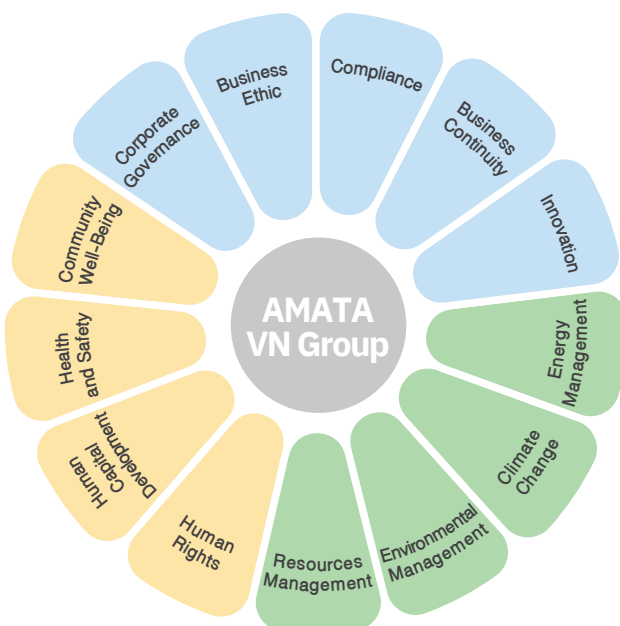 Compliance
Business
Continuity
Innovation
Energy
Management
Climate
Change
Environmental
Management
Resources
Management
Human
Rights
Human
Capital
Development
Health
and Safety
Community
Well-Being
Corporate
Governance
Business
Ethic
AMATA
VN Group